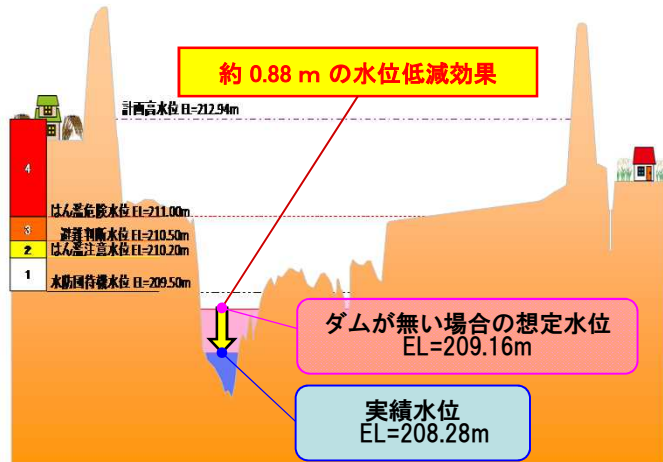 約 0.88 m の水位低減効果
計画高水位 EL=212.94m
4
はん濫危険水位 EL=211.00m
3
避難判断水位 EL=210.50m
2
はん濫注意水位 EL=210.20m
1
水防団待機水位 EL=209.50m
ダムが無い場合の想定水位
EL=209.16m
実績水位
EL=208.28m